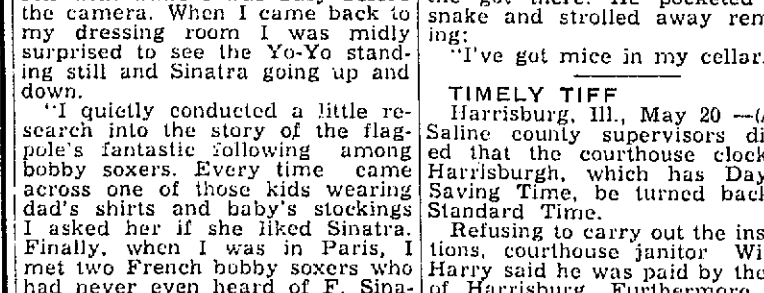 the camera. When I came back to
my dressing room I was midly
surprised to see the Yo-Yo stand-
ing still and Sinatra going up and
down.
"I quietly conducted a little re-
search into the story of the flag-
pole's fantastic following among
bobby soxers. Every time came
across one of those kids wearing
dad's shirts and baby's stockings
I asked her if she liked Sinatra.
Finally, when I was in Paris, I
met two French bobby soxers who
had never even heard of F. Sina-
snake and strolled away rem
ing:
"I've got mice in my cellar.
TIMELY TIFF
Harrisburg, Ill., May 20 —(
Saline county supervisors di
ed that the courthouse clock
Harrisburgh, which has Day
Saving Time, be turned back
Standard Time.
Refusing to carry out the ins
tions, courthouse janitor Wi
Harry said he was paid by the
of Harrisburg. Furthermore